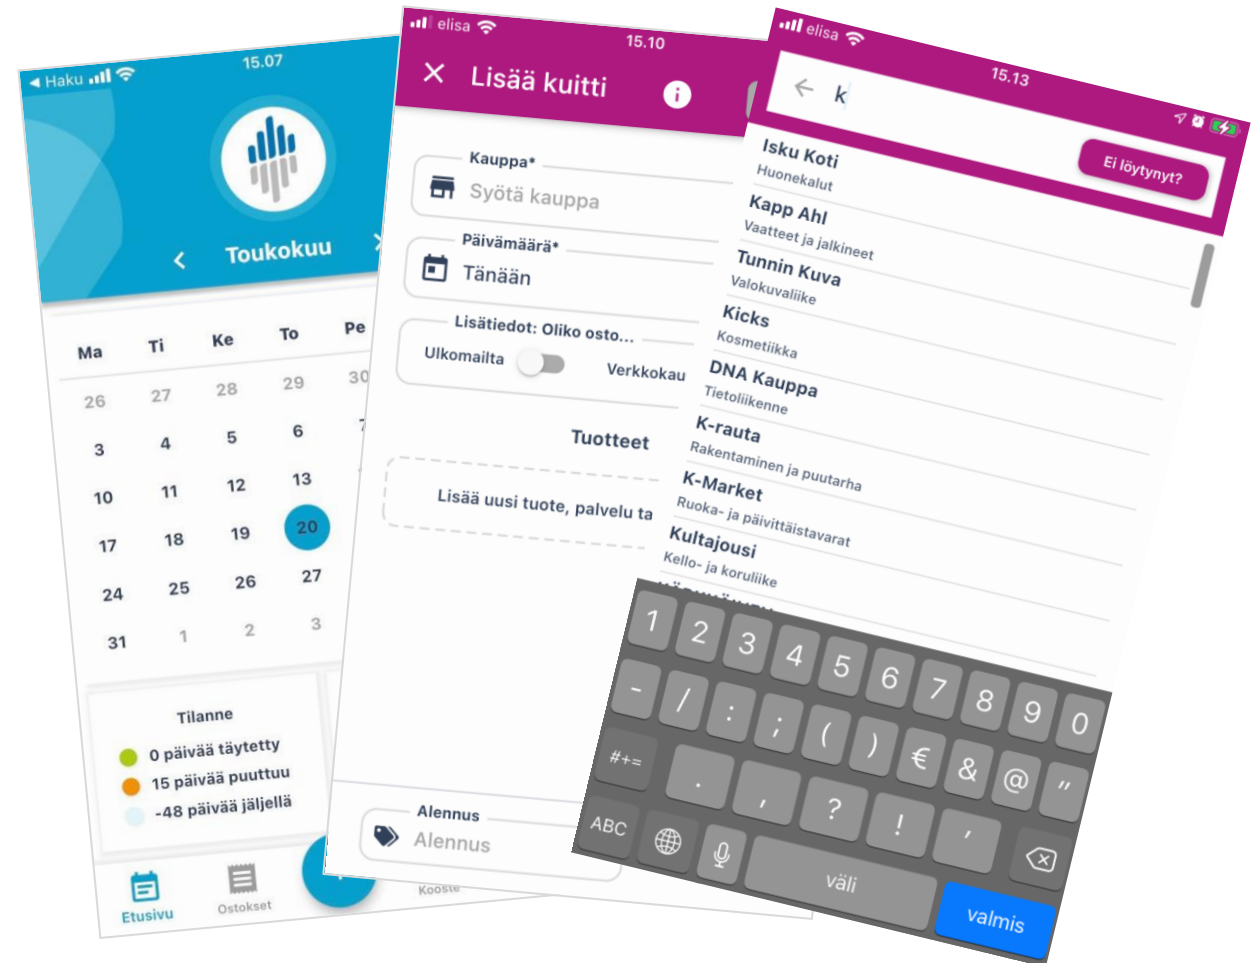 Haku
15.07
Toukokuu
Ma Ti Ke To Pe
26 27 28 29 30
3 4 5 6 7
10 11 12 13
17 18 19 20
24 25 26 27
31 1 2 3
Tilanne
0 päivää täytetty
15 päivää puuttuu
-48 päivää jäljellä
Etusivu
Ostokset
Kooste
elisa
15.10
Lisää kuitti
i
Kauppa*
Syötä kauppa
Päivämäärä*
Tänään
Lisätiedot: Oliko osto...
Ulkomailta
Verkkokau
Tuotteet
Lisää uusi tuote, palvelu ta
Alennus
Alennus
elisa
15.13
k
Ei löytynyt?
Isku Koti
Huonekalut
Kapp Ahl
Vaatteet ja jalkineet
Tunnin Kuva
Valokuvaliike
Kicks
Kosmetiikka
DNA Kauppa
Tietoliikenne
K-rauta
Rakentaminen ja puutarha
K-Market
Ruoka- ja päivittäistavarat
Kultajousi
Kello- ja koruliike
1 2 3 4 5 6 7 8 9 0
- / : ; ( ) € & @ "
#+= . , ? ! '
ABC väli valmis